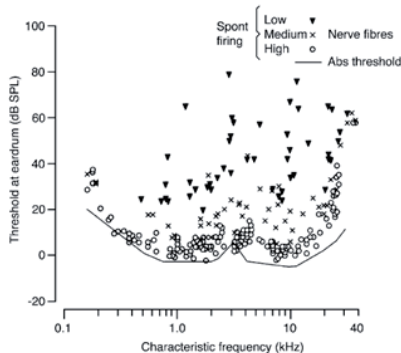 Spont firing
Low
Medium
High
Nerve fibres
Abs threshold
Threshold at eardrum (dB SPL)
100
80
60
40
20
0
-20
0.1
1.0
10
40
Characteristic frequency (kHz)